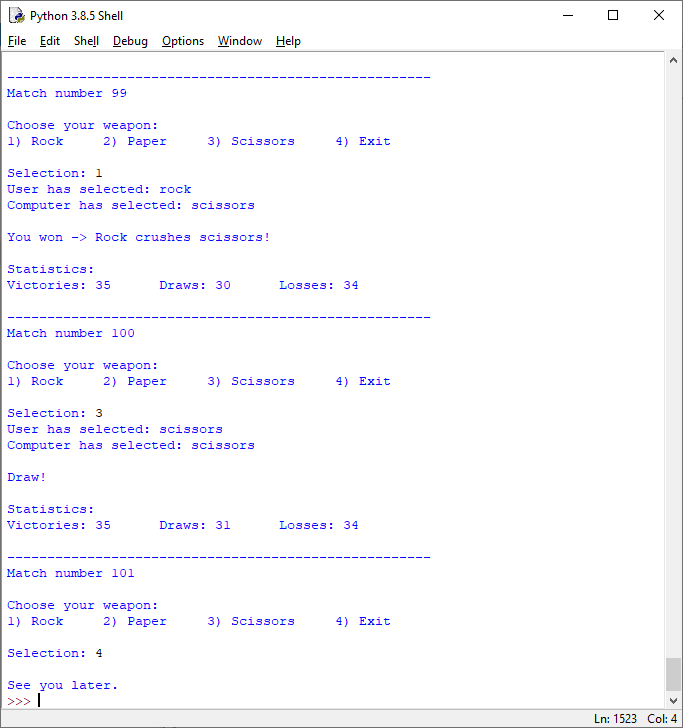 Python 3.8.5 Shell
File Edit Shell Debug Options Window Help
-----------------------------------------------------
Match number 99
Choose your weapon:
1) Rock     2) Paper     3) Scissors     4) Exit
Selection: 1
User has selected: rock
Computer has selected: scissors
You won -> Rock crushes scissors!
Statistics:
Victories: 35      Draws: 30      Losses: 34
-----------------------------------------------------
Match number 100
Choose your weapon:
1) Rock     2) Paper     3) Scissors     4) Exit
Selection: 3
User has selected: scissors
Computer has selected: scissors
Draw!
Statistics:
Victories: 35      Draws: 31      Losses: 34
-----------------------------------------------------
Match number 101
Choose your weapon:
1) Rock     2) Paper     3) Scissors     4) Exit
Selection: 4
See you later.
>>>
Ln: 1523 Col: 4